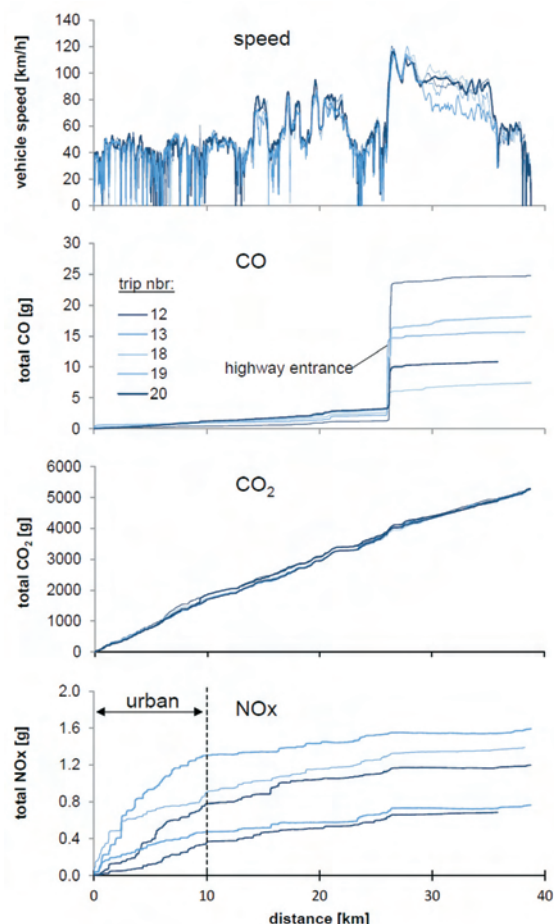 speed
vehicle speed [km/h]
140
120
100
80
60
40
20
0
CO
total CO [g]
30
25
20
15
10
5
0
trip nbr:
12
13
18
19
20
highway entrance
CO2
total CO2 [g]
6000
5000
4000
3000
2000
1000
0
NOx
urban
total NOx [g]
2.0
1.6
1.2
0.8
0.4
0.0
0 10 20 30 40
distance [km]